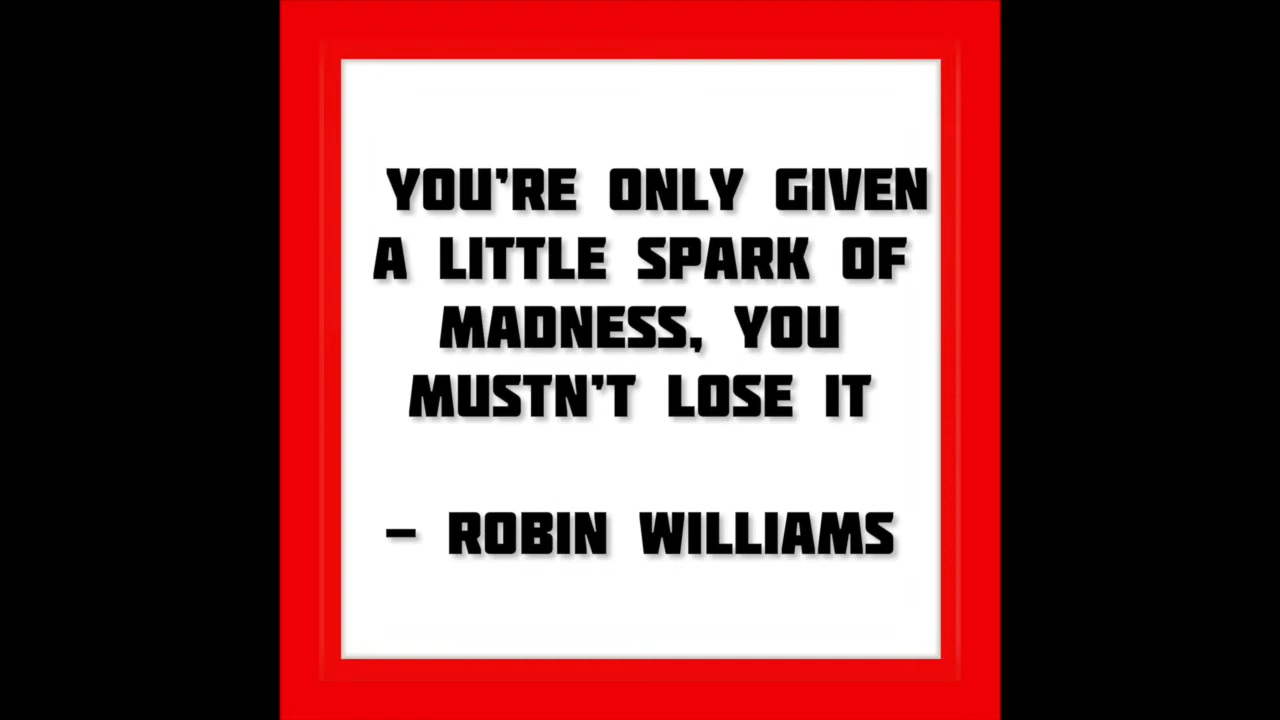 YOU'RE ONLY GIVEN
A LITTLE SPARK OF
MADNESS, YOU
MUSTN'T LOSE IT
– ROBIN WILLIAMS